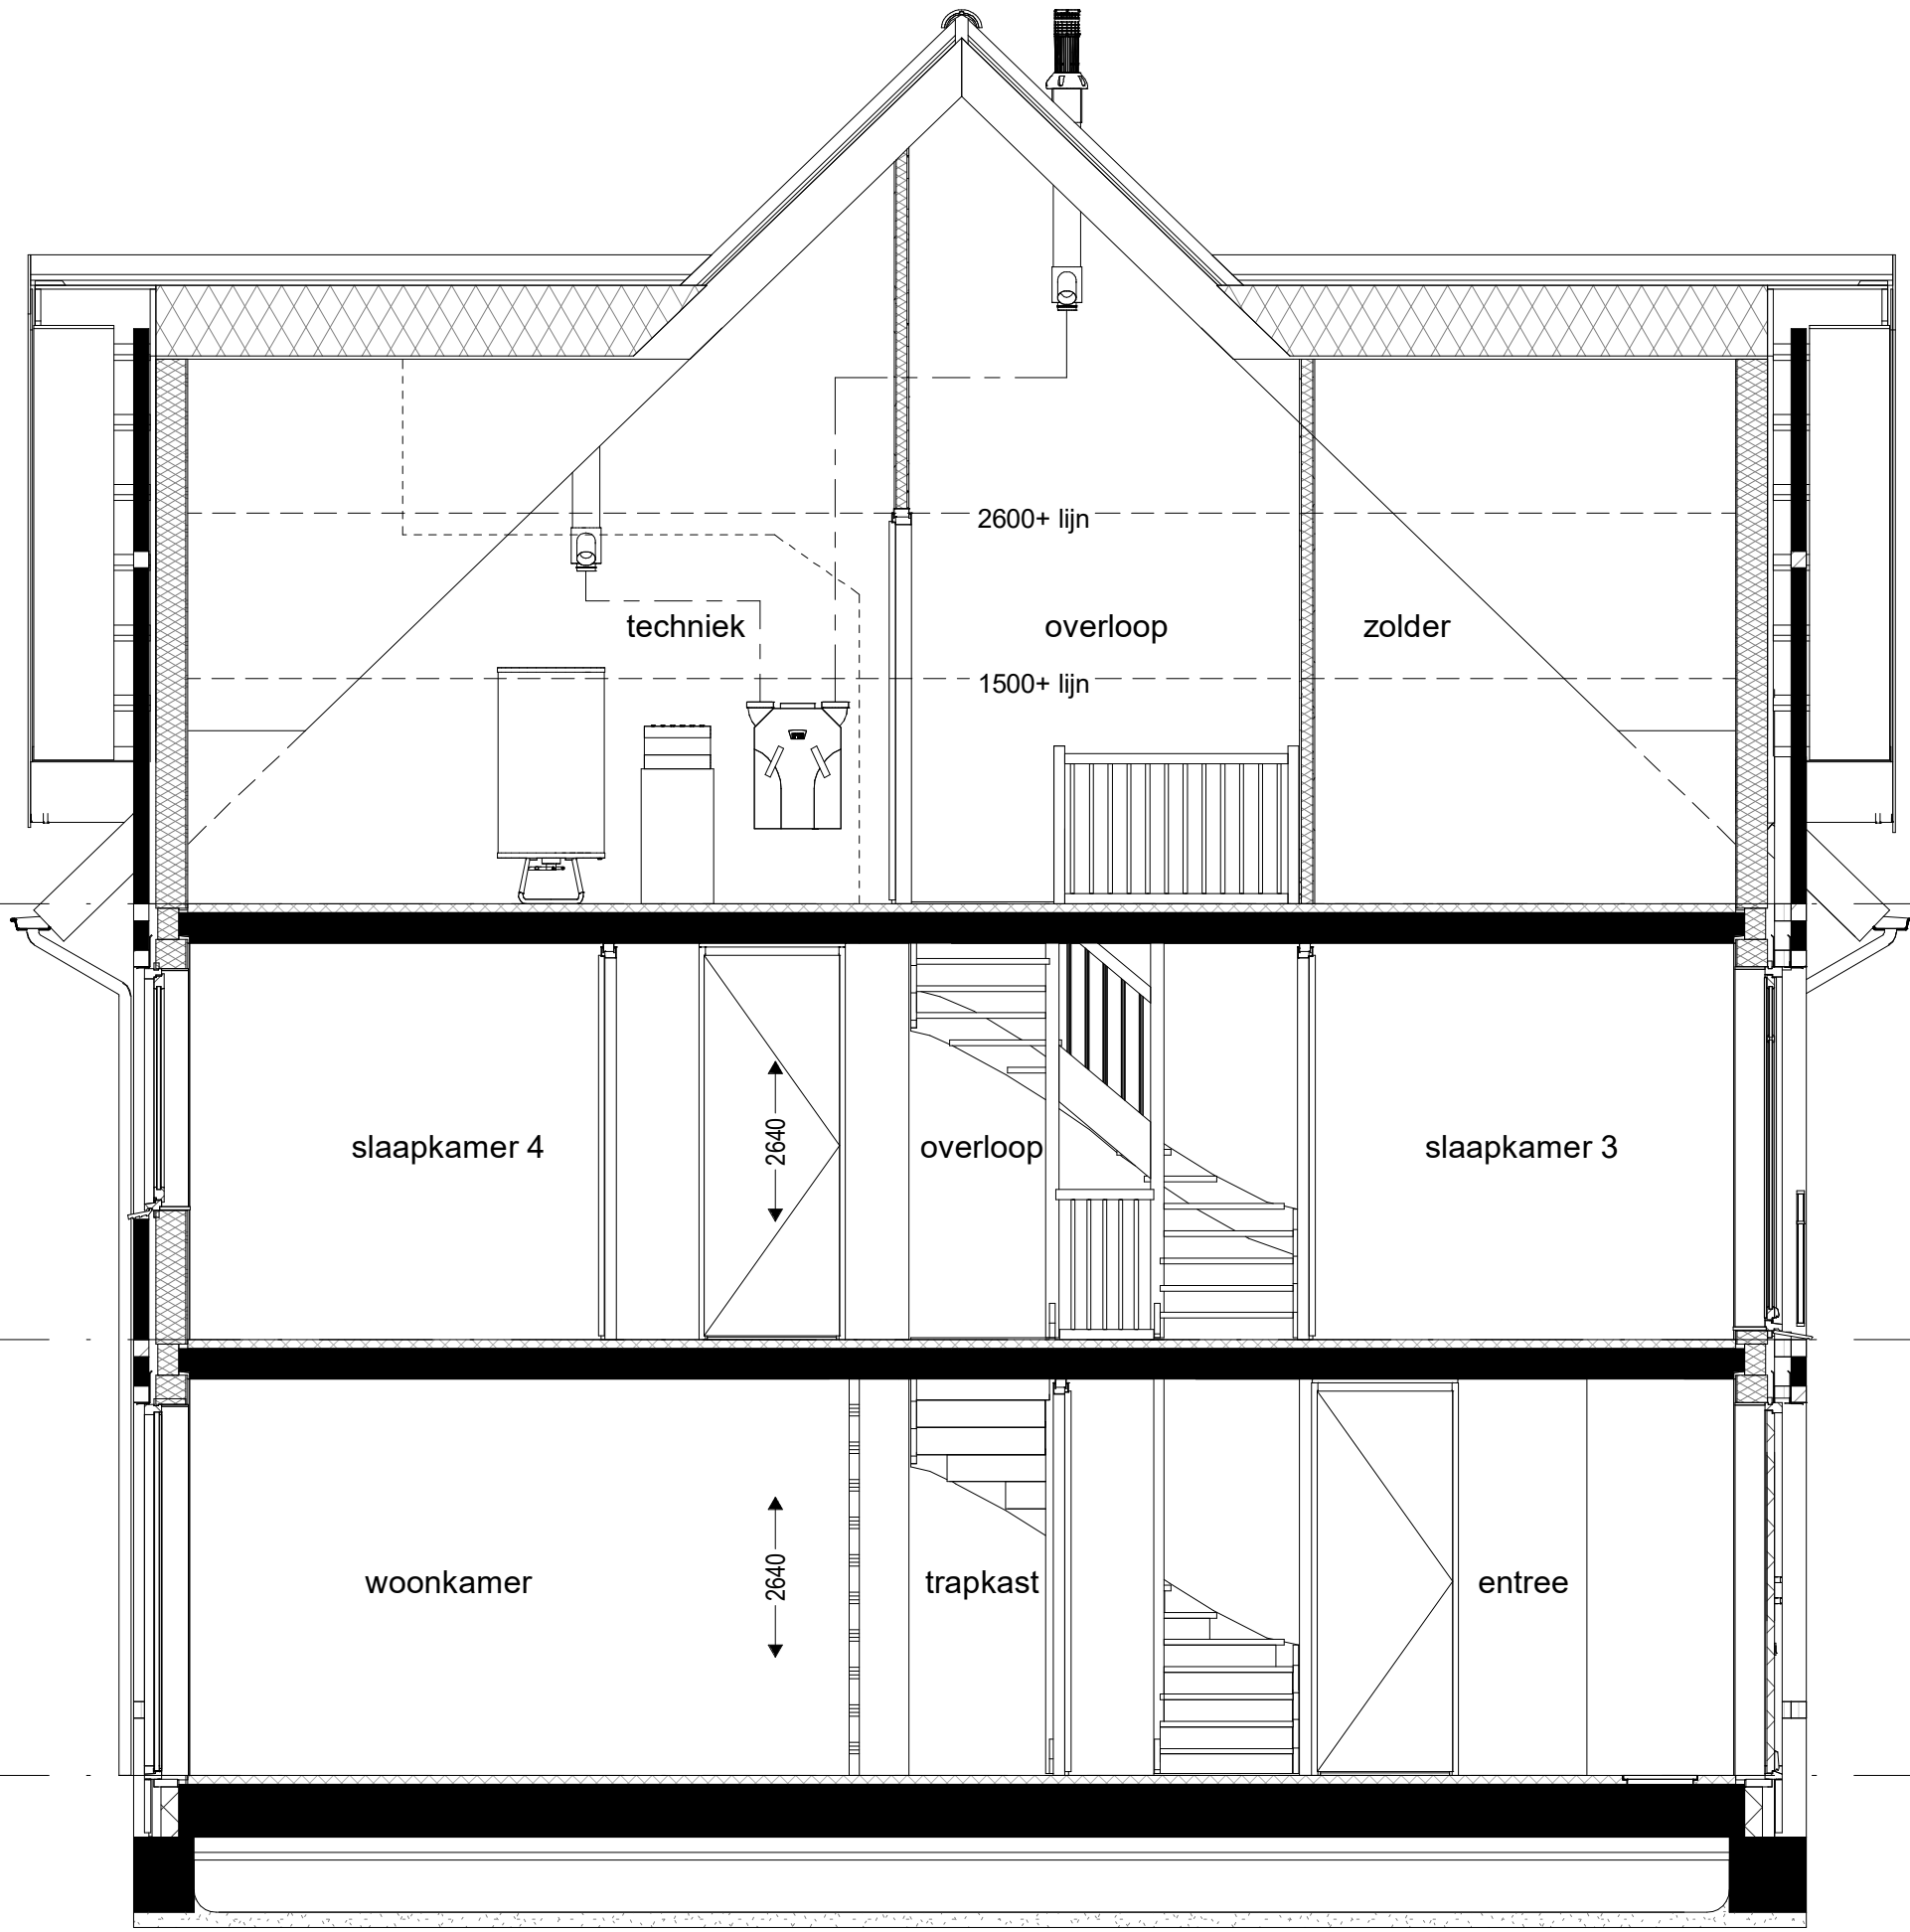 2600+ lijn
techniek
overloop
zolder
1500+ lijn
slaapkamer 4
2640
overloop
slaapkamer 3
woonkamer
2640
trapkast
entree